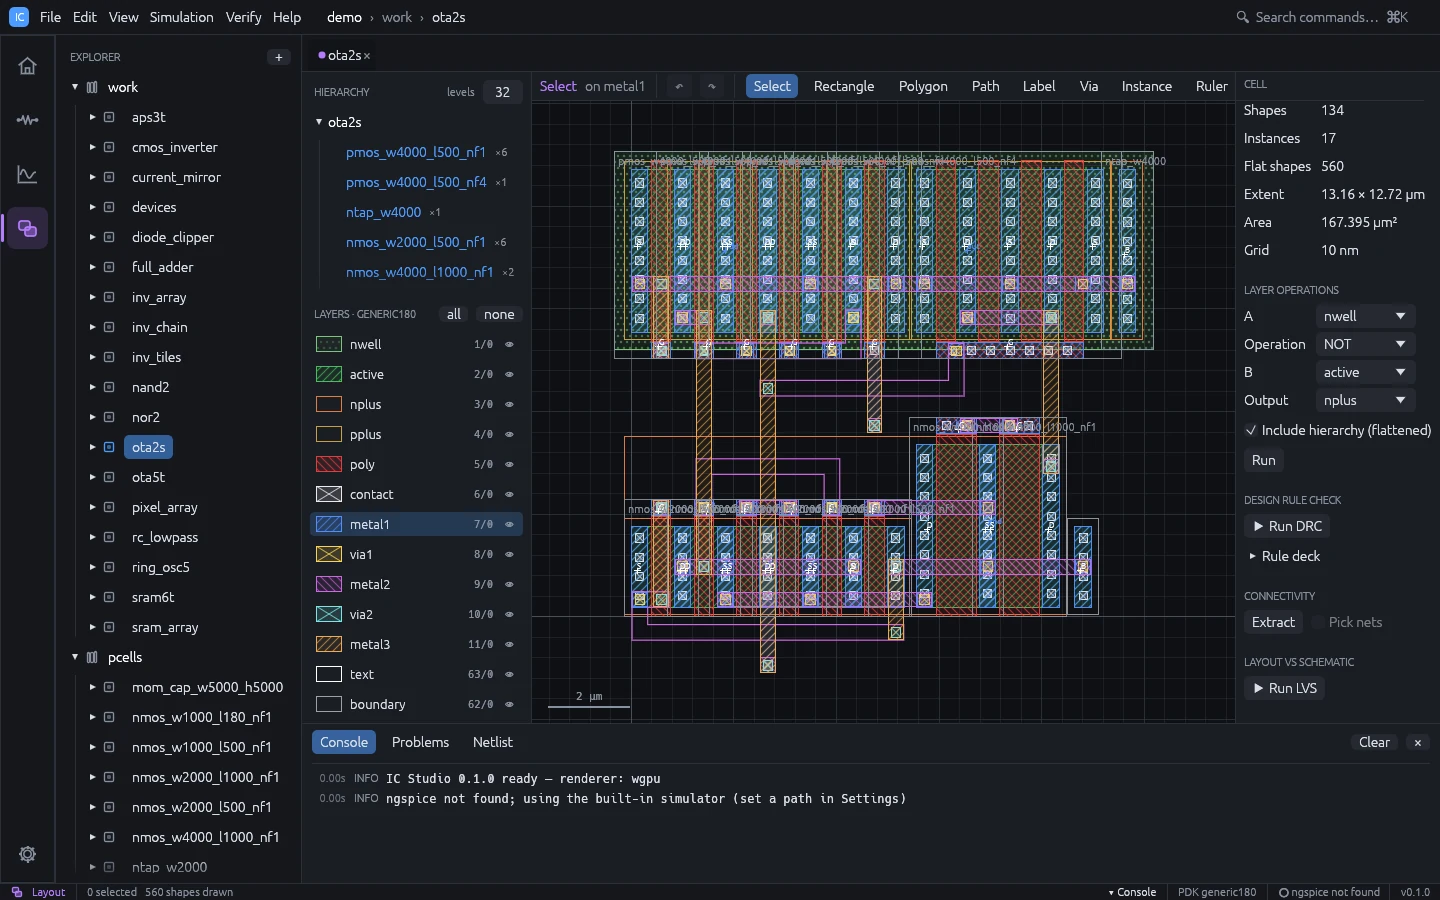 IC File Edit View Simulation Verify Help demo › work › ota2s Search commands… ⌘K
EXPLORER +
work
aps3t
cmos_inverter
current_mirror
devices
diode_clipper
full_adder
inv_array
inv_chain
inv_tiles
nand2
nor2
ota2s
ota5t
pixel_array
rc_lowpass
ring_osc5
sram6t
sram_array
pcells
mom_cap_w5000_h5000
nmos_w1000_l180_nf1
nmos_w1000_l500_nf1
nmos_w2000_l1000_nf1
nmos_w2000_l500_nf1
nmos_w4000_l1000_nf1
ntap_w2000
ota2s ×
HIERARCHY levels 32
ota2s
pmos_w4000_l500_nf1 ×6
pmos_w4000_l500_nf4 ×1
ntap_w4000 ×1
nmos_w2000_l500_nf1 ×6
nmos_w4000_l1000_nf1 ×2
LAYERS · GENERIC180 all none
nwell 1/0
active 2/0
nplus 3/0
pplus 4/0
poly 5/0
contact 6/0
metal1 7/0
via1 8/0
metal2 9/0
via2 10/0
metal3 11/0
text 63/0
boundary 62/0
Select on metal1 Select Rectangle Polygon Path Label Via Instance Ruler
ntap_w4000
2 µm
CELL
Shapes 134
Instances 17
Flat shapes 560
Extent 13.16 × 12.72 µm
Area 167.395 µm²
Grid 10 nm
LAYER OPERATIONS
A nwell
Operation NOT
B active
Output nplus
Include hierarchy (flattened)
Run
DESIGN RULE CHECK
Run DRC
Rule deck
CONNECTIVITY
Extract Pick nets
LAYOUT VS SCHEMATIC
Run LVS
Console Problems Netlist Clear ×
0.00s INFO IC Studio 0.1.0 ready — renderer: wgpu
0.00s INFO ngspice not found; using the built-in simulator (set a path in Settings)
Layout 0 selected 560 shapes drawn Console PDK generic180 ngspice not found v0.1.0